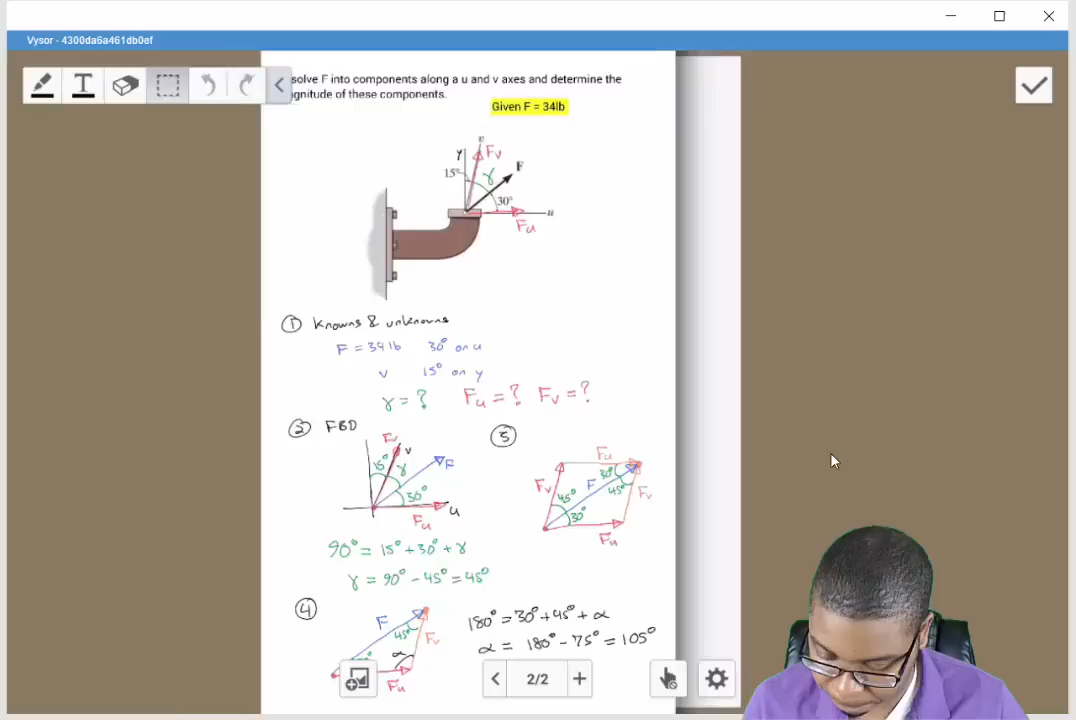 Vysor - 4300da6a461db0ef
solve F into components along a u and v axes and determine the
gnitude of these components.
Given F = 34lb
v
y
Fv
F
15°
γ
30°
u
Fu
① Knowns & unknowns
F = 34 lb 30° on u
v 15° on y
γ = ? Fu = ? Fv = ?
② FBD
Fv
v
15°
γ
F
30°
u
Fu
③
Fu
30°
Fv
45°
F
45°
Fv
30°
Fu
90° = 15° + 30° + γ
γ = 90° - 45° = 45°
④
F
45°
Fv
α
Fu
180° = 30° + 45° + α
α = 180° - 75° = 105°
2/2